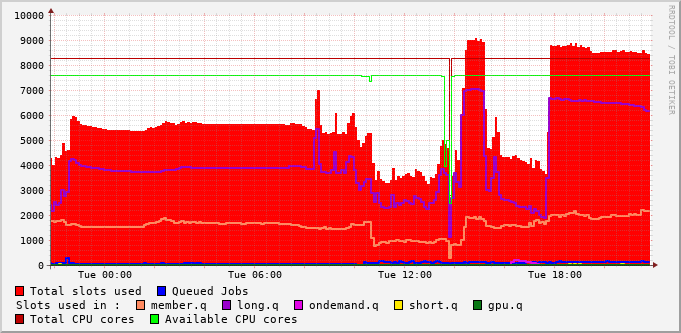 10000
9000
8000
7000
6000
5000
4000
3000
2000
1000
0
Tue 00:00 Tue 06:00 Tue 12:00 Tue 18:00
RRDTOOL / TOBI OETIKER
Total slots used Queued Jobs
Slots used in : member.q long.q ondemand.q short.q gpu.q
Total CPU cores Available CPU cores